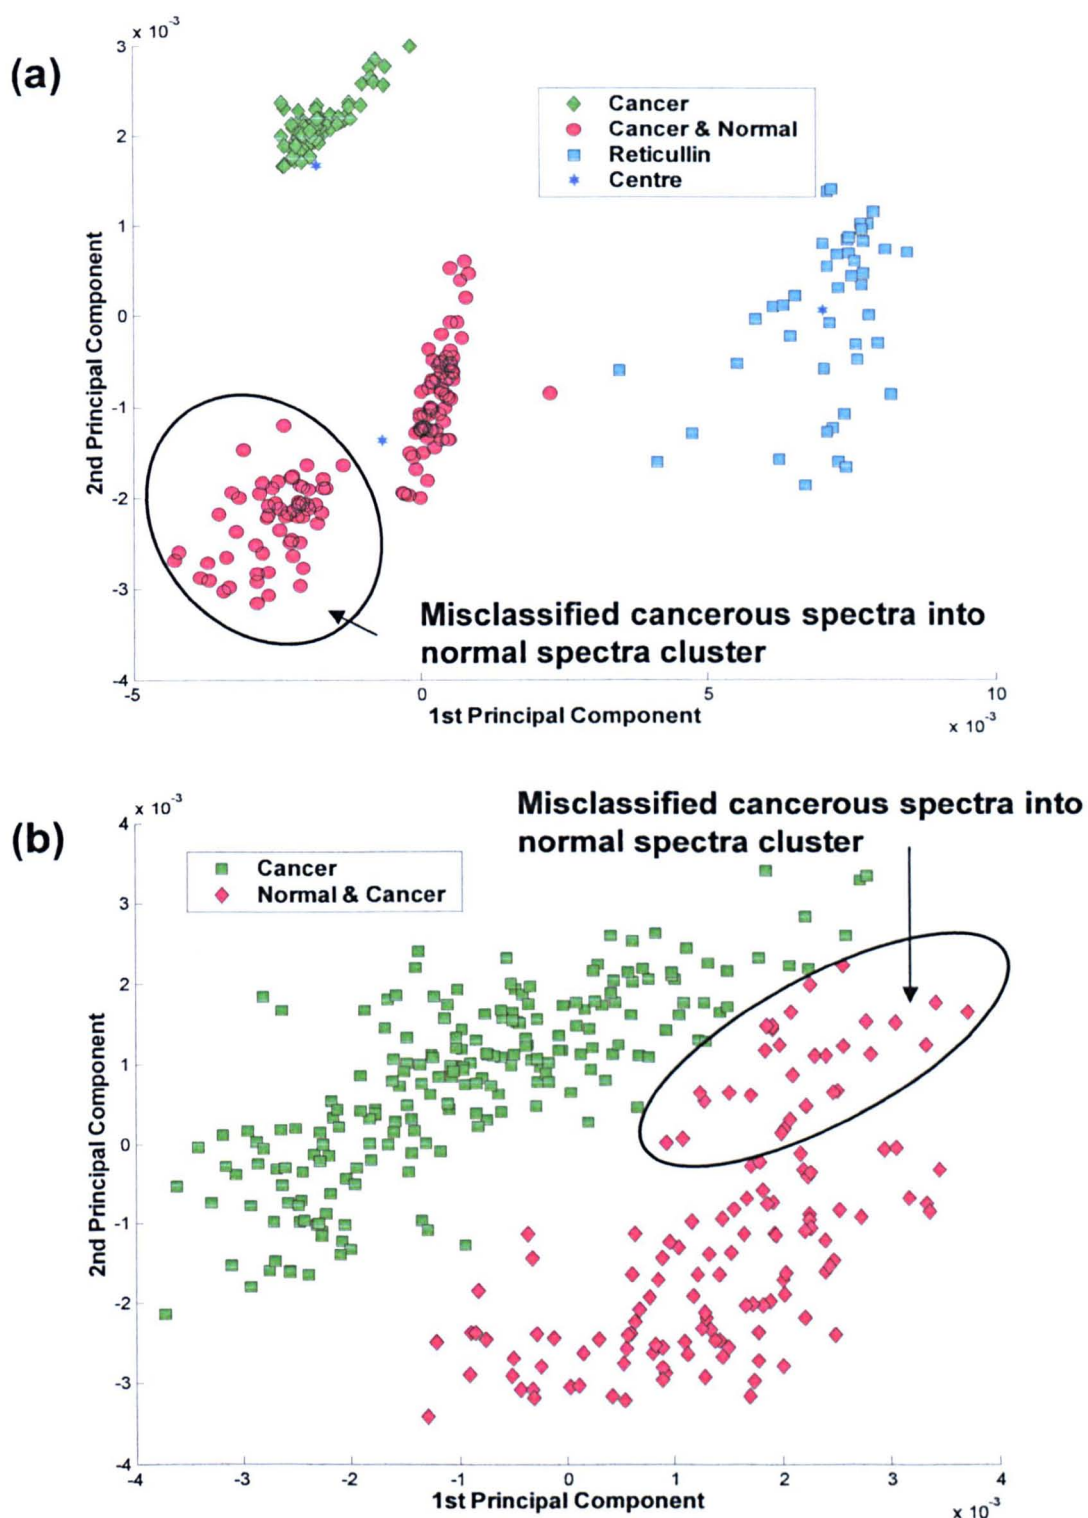 (a)
x 10-3
3
2
1
0
-1
-2
-3
-4
2nd Principal Component
Cancer
Cancer & Normal
Reticullin
Centre
Misclassified cancerous spectra into
normal spectra cluster
-5
0
5
10
1st Principal Component
x 10-3
(b)
x 10-3
Misclassified cancerous spectra into
normal spectra cluster
4
3
2
1
0
-1
-2
-3
-4
2nd Principal Component
Cancer
Normal & Cancer
-4
-3
-2
-1
0
1
2
3
4
1st Principal Component
x 10-3